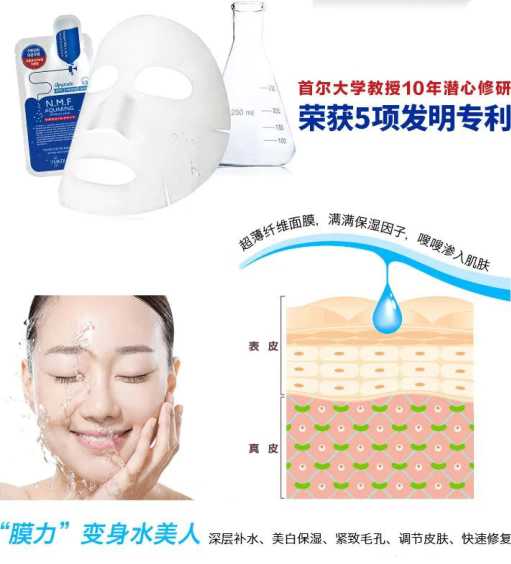 N.M.F
AQUARING
首尔大学教授10年潜心修研
荣获5项发明专利
250 ml
超薄纤维面膜，满满保湿因子，嗖嗖渗入肌肤
表皮
真皮
“膜力”变身水美人
深层补水、美白保湿、紧致毛孔、调节皮肤、快速修复